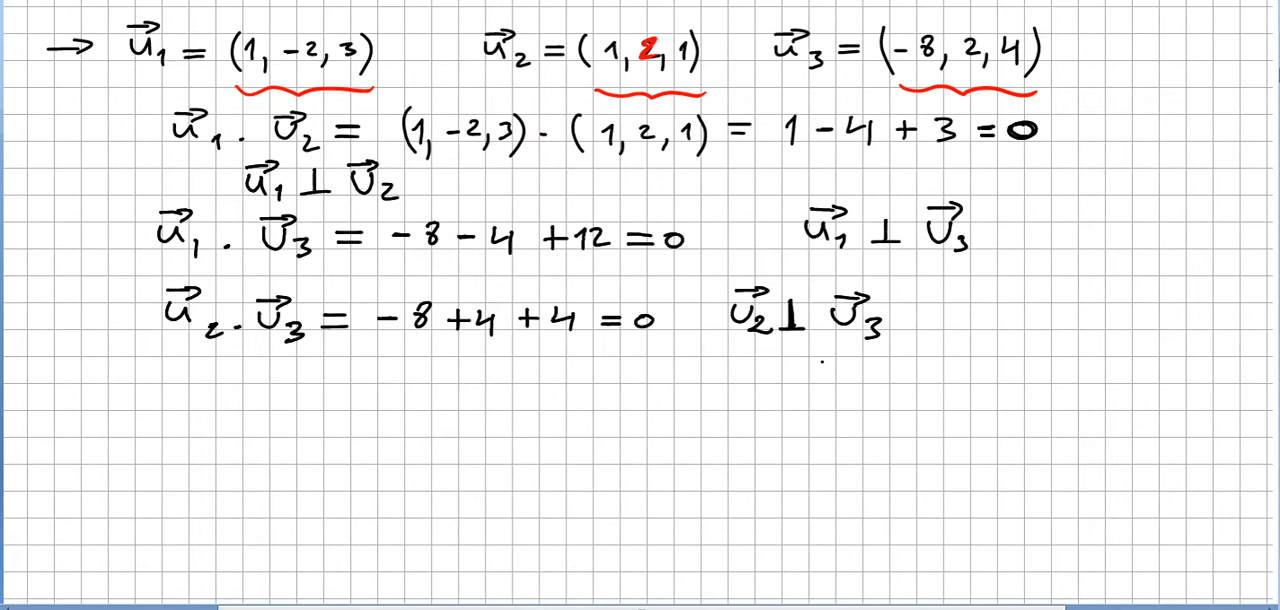 → u⃗₁ = (1, -2, 3) u⃗₂ = (1, 2, 1) u⃗₃ = (-8, 2, 4)
u⃗₁ · u⃗₂ = (1, -2, 3) · (1, 2, 1) = 1 - 4 + 3 = 0
u⃗₁ ⊥ u⃗₂
u⃗₁ · u⃗₃ = -8 - 4 + 12 = 0 u⃗₁ ⊥ u⃗₃
u⃗₂ · u⃗₃ = -8 + 4 + 4 = 0 u⃗₂ ⊥ u⃗₃